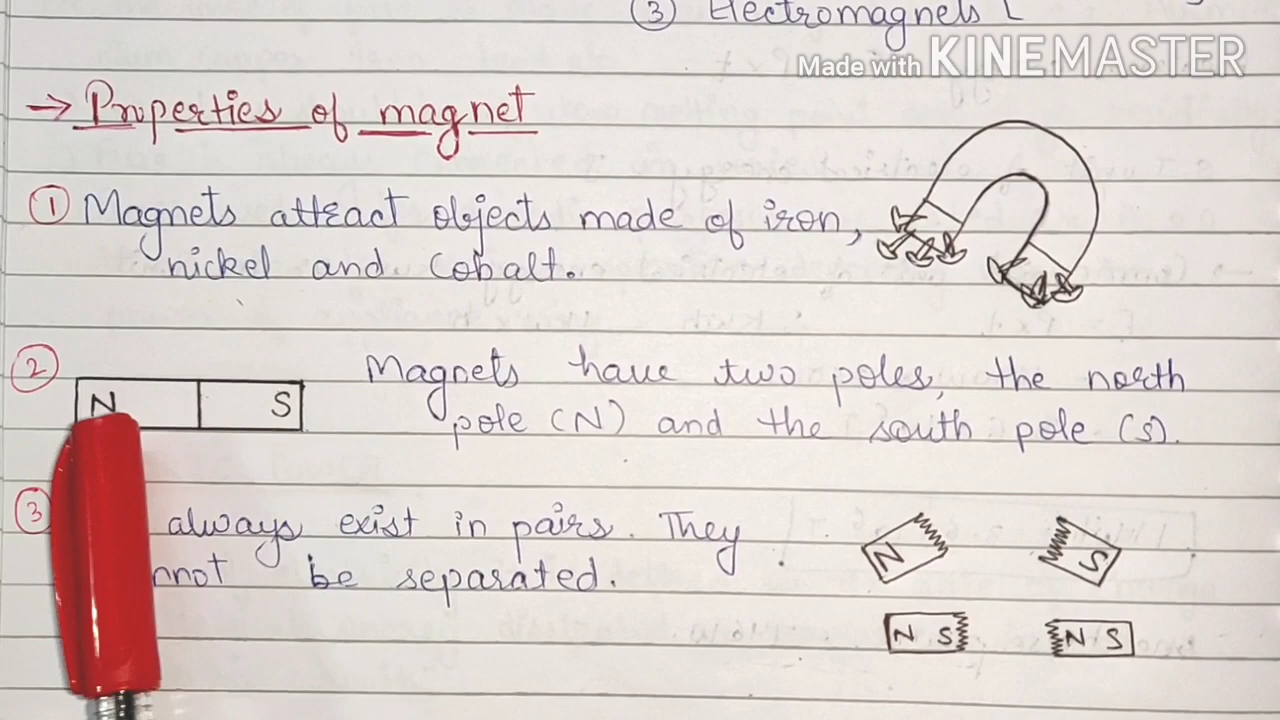 ③ Electromagnets
Made with KINEMASTER
→ Properties of magnet
① Magnets attract objects made of iron,
nickel and cobalt.
② Magnets have two poles, the north
N S
pole (N) and the south pole (S).
③ always exist in pairs. They
be separated.
N S
N S N S